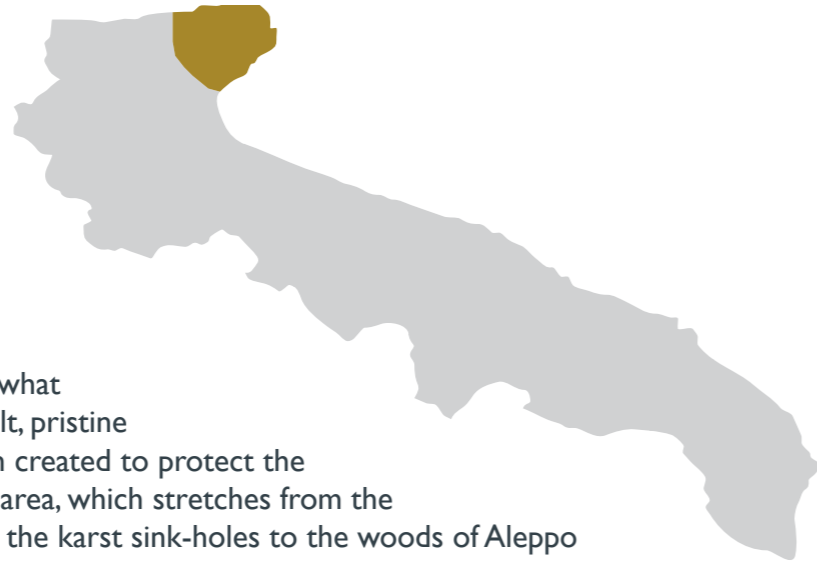 what
lt, pristine
n created to protect the
area, which stretches from the
the karst sink-holes to the woods of Aleppo